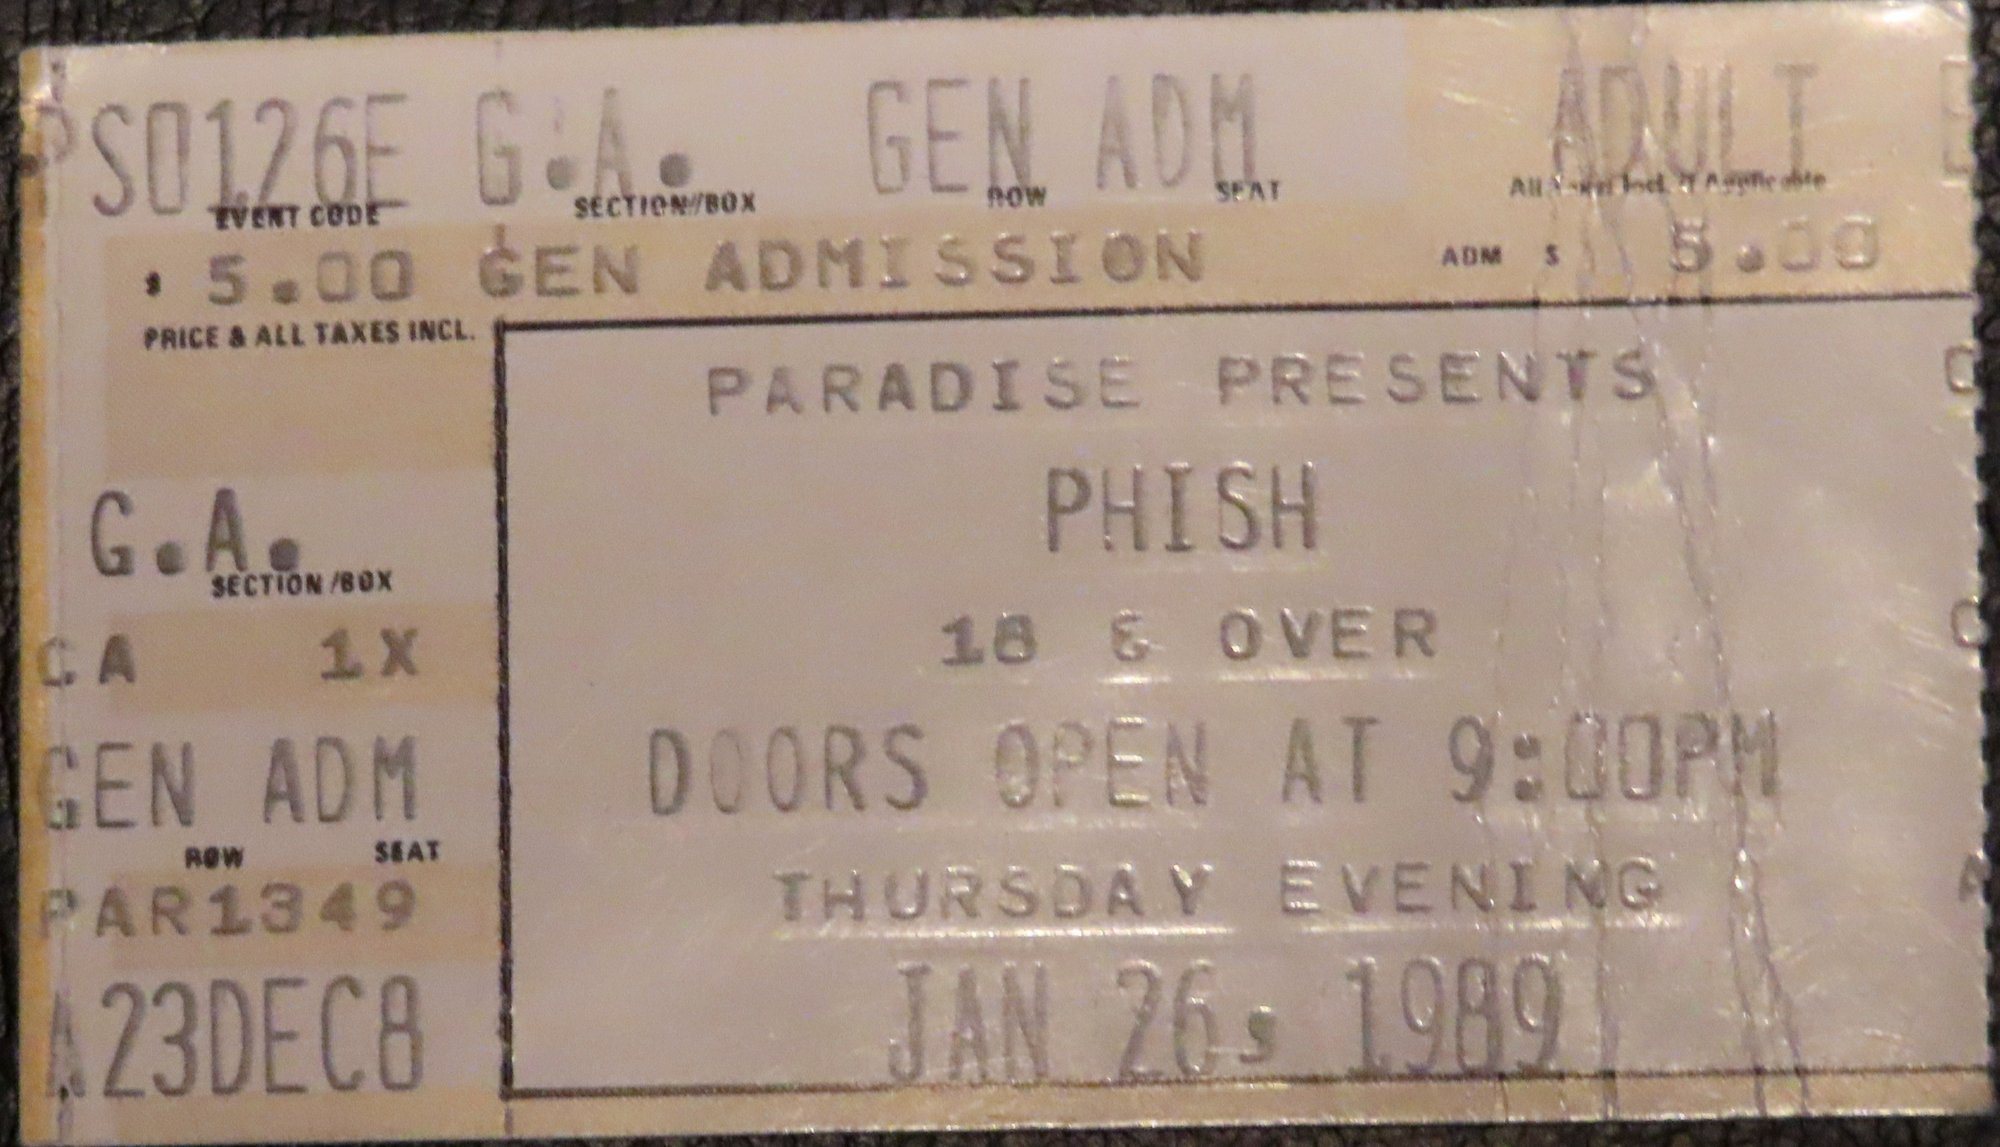 PS0126E G.A. GEN ADM ADULT
EVENT CODE SECTION/BOX ROW SEAT All Taxes Incl. If Applicable
$ 5.00 GEN ADMISSION ADM $ 5.00
PRICE & ALL TAXES INCL.
PARADISE PRESENTS
PHISH
G.A.
SECTION/BOX
18 & OVER
CA 1X
DOORS OPEN AT 9:00PM
GEN ADM
ROW SEAT
THURSDAY EVENING
PAR1349
JAN 26, 1989
A23DEC8